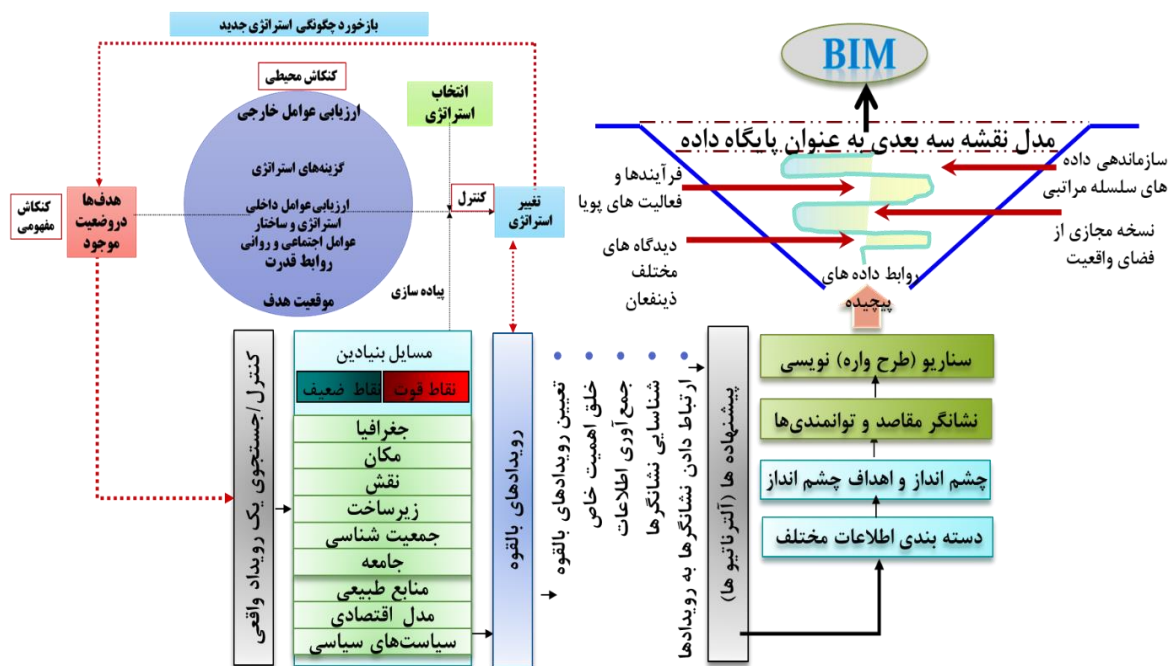 بازخورد چگونگی استراتژی جدید
کنکاش محیطی
ارزیابی عوامل خارجی
گزینه‌های استراتژی
ارزیابی عوامل داخلی
استراتژی و ساختار
عوامل اجتماعی و روانی
روابط قدرت
موقعیت هدف
انتخاب
استراتژی
کنترل
تغییر
استراتژی
هدف‌ها
دروضعیت
موجود
کنکاش
مفهومی
پیاده سازی
کنترل/جستجوی یک رویداد واقعی
مسایل بنیادین
نقاط قوت
نقاط ضعیف
جغرافیا
مکان
نقش
زیرساخت
جمعیت شناسی
جامعه
منابع طبیعی
مدل اقتصادی
سیاست‌های سیاسی
رویدادهای بالقوه
تعیین رویدادهای بالقوه
خلق اهمیت خاص
جمع‌آوری اطلاعات
شناسایی نشانگرها
ارتباط دادن نشانگرها به رویدادها
پیشنهاده ها (آلترناتیو ها)
BIM
مدل نقشه سه بعدی به عنوان پایگاه داده
سازماندهی داده
های سلسله مراتبی
فرآیندها و
فعالیت های پویا
نسخه مجازی از
فضای واقعیت
دیدگاه های
مختلف
ذینفعان
روابط داده های
پیچیده
سناریو (طرح واره) نویسی
نشانگر مقاصد و توانمندی‌ها
چشم انداز و اهداف چشم انداز
دسته بندی اطلاعات مختلف